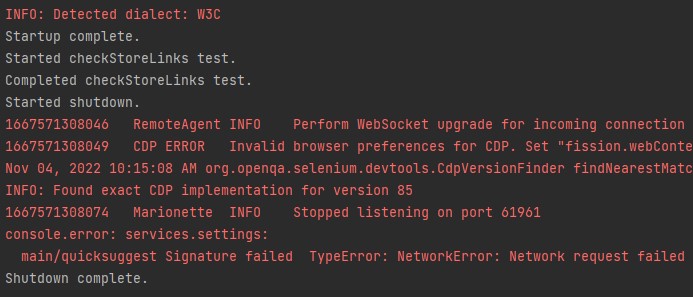 INFO: Detected dialect: W3C
Startup complete.
Started checkStoreLinks test.
Completed checkStoreLinks test.
Started shutdown.
1667571308046   RemoteAgent INFO    Perform WebSocket upgrade for incoming connection
1667571308049   CDP ERROR   Invalid browser preferences for CDP. Set "fission.webConte
Nov 04, 2022 10:15:08 AM org.openqa.selenium.devtools.CdpVersionFinder findNearestMatc
INFO: Found exact CDP implementation for version 85
1667571308074   Marionette  INFO    Stopped listening on port 61961
console.error: services.settings:
  main/quicksuggest Signature failed  TypeError: NetworkError: Network request failed
Shutdown complete.